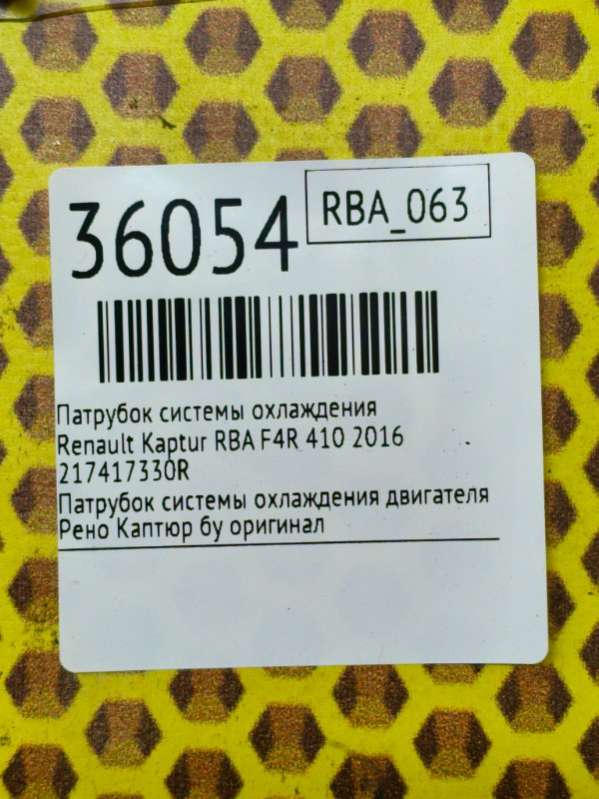 36054
RBA_063
Патрубок системы охлаждения
Renault Kaptur RBA F4R 410 2016
217417330R
Патрубок системы охлаждения двигателя
Рено Каптюр бу оригинал